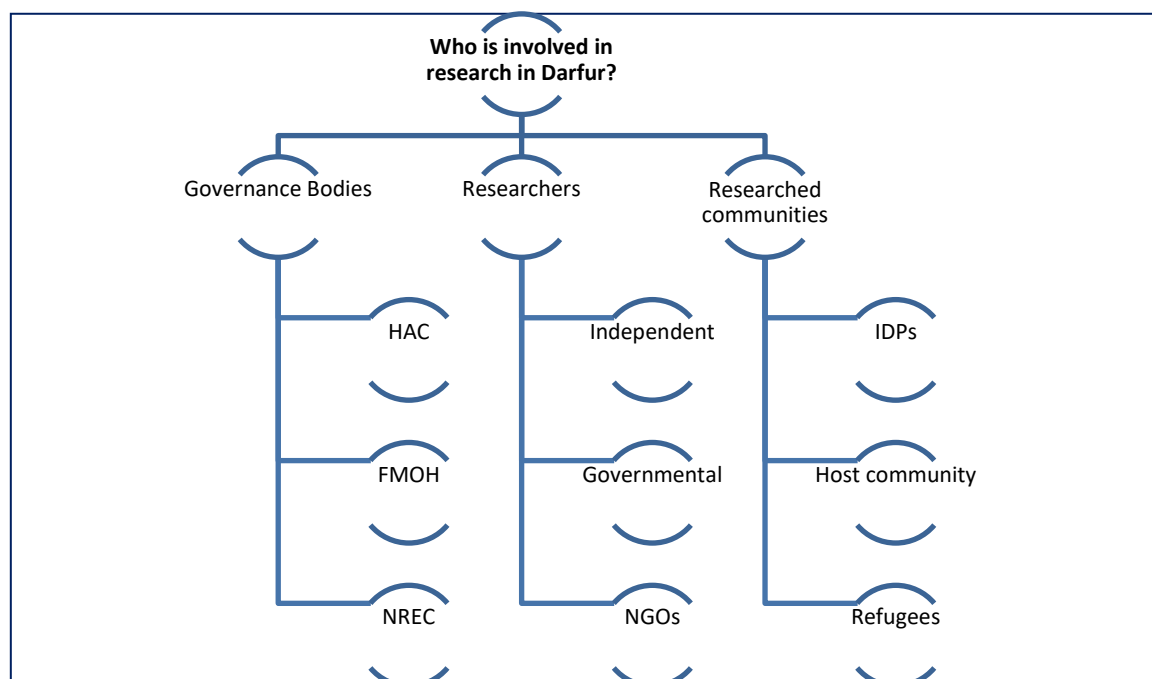 Who is involved in
research in Darfur?
Governance Bodies
Researchers
Researched
communities
HAC
Independent
IDPs
FMOH
Governmental
Host community
NREC
NGOs
Refugees